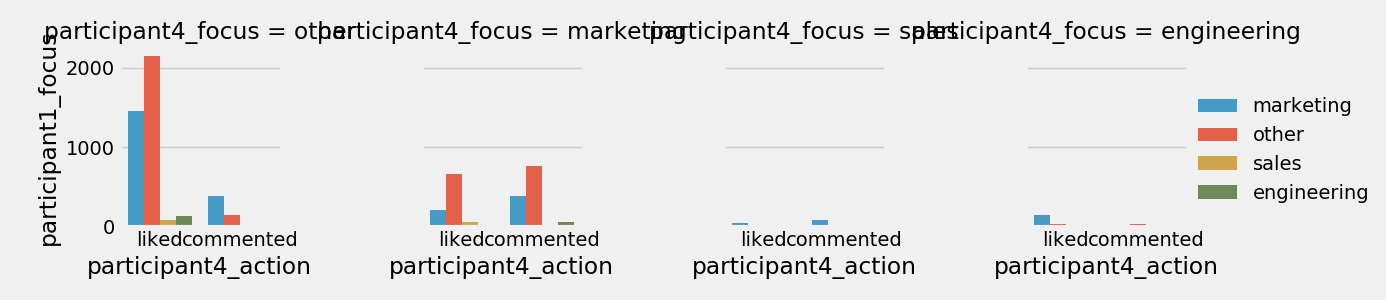 participant4_focus = other
participant4_focus = marketing
participant4_focus = sales
participant4_focus = engineering
participant1_focus
2000
1000
0
liked commented
liked commented
liked commented
liked commented
participant4_action
participant4_action
participant4_action
participant4_action
marketing
other
sales
engineering